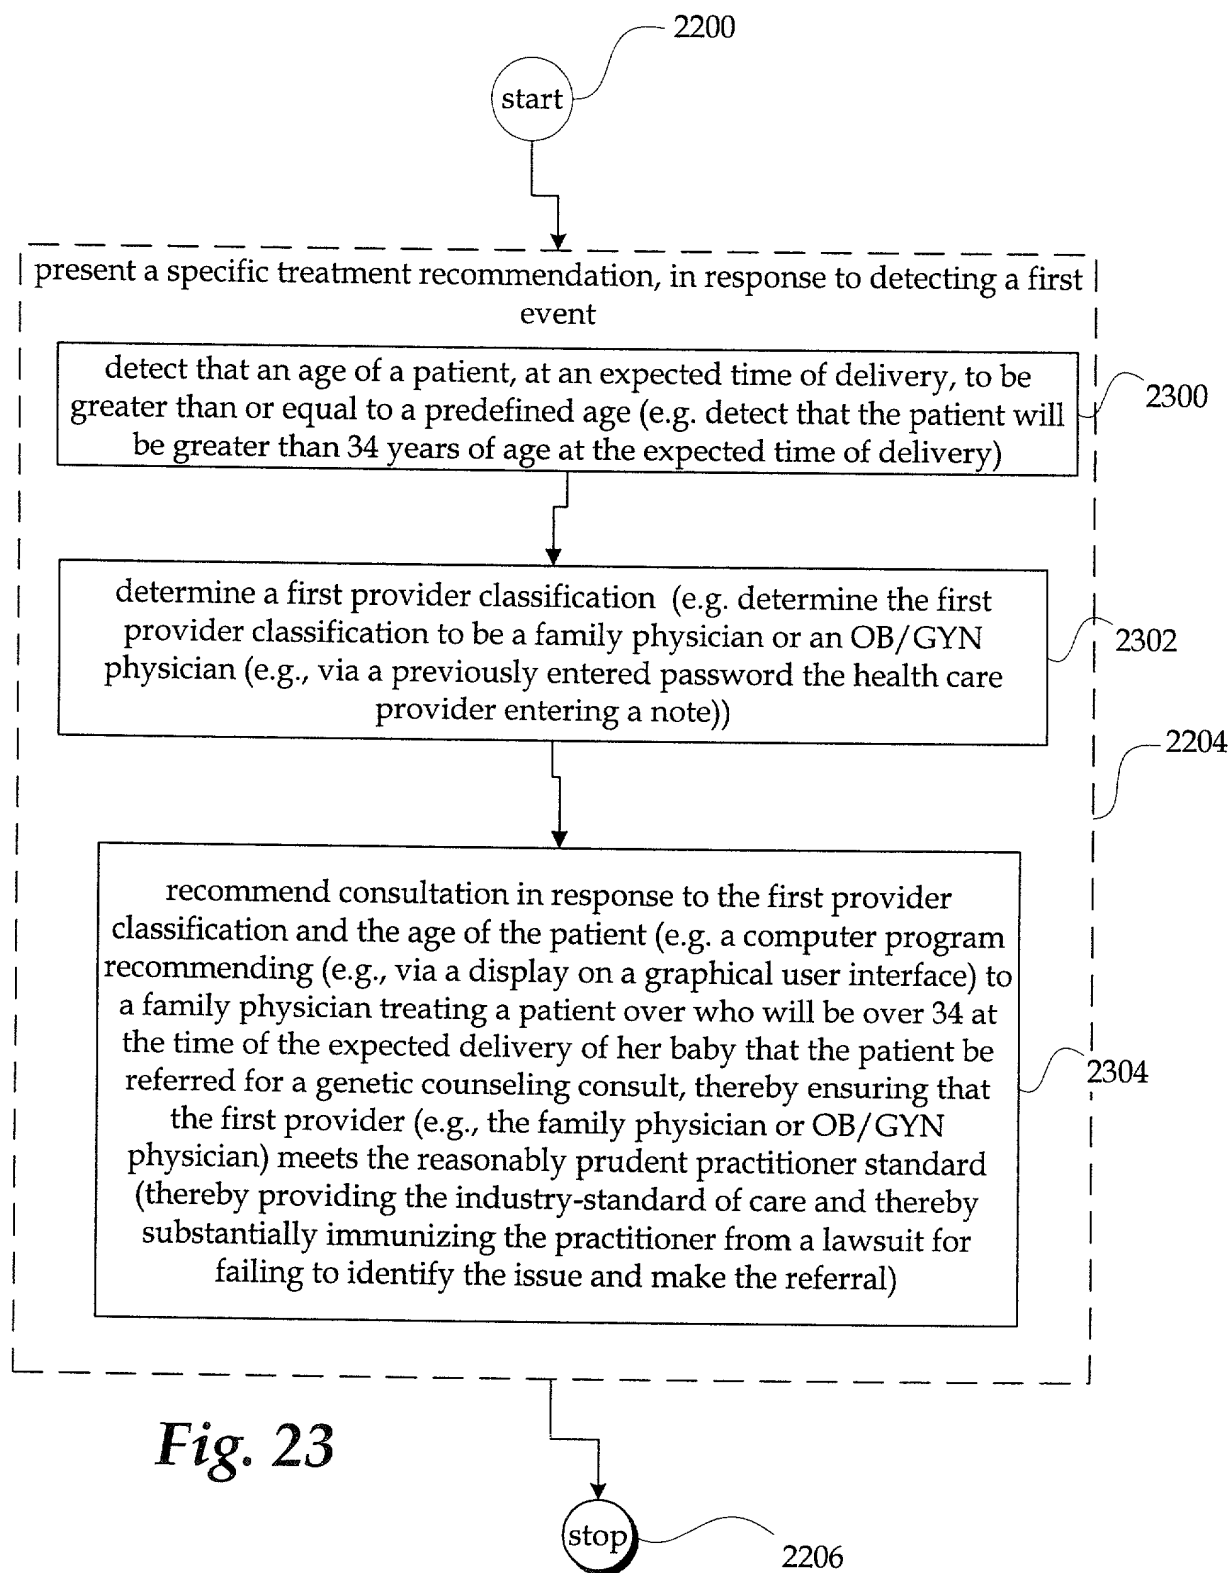 2200
start
present a specific treatment recommendation, in response to detecting a first
event
detect that an age of a patient, at an expected time of delivery, to be
greater than or equal to a predefined age (e.g. detect that the patient will
be greater than 34 years of age at the expected time of delivery)
2300
determine a first provider classification (e.g. determine the first
provider classification to be a family physician or an OB/GYN
physician (e.g., via a previously entered password the health care
provider entering a note))
2302
2204
recommend consultation in response to the first provider
classification and the age of the patient (e.g. a computer program
recommending (e.g., via a display on a graphical user interface) to
a family physician treating a patient over who will be over 34 at
the time of the expected delivery of her baby that the patient be
referred for a genetic counseling consult, thereby ensuring that
the first provider (e.g., the family physician or OB/GYN
physician) meets the reasonably prudent practitioner standard
(thereby providing the industry-standard of care and thereby
substantially immunizing the practitioner from a lawsuit for
failing to identify the issue and make the referral)
2304
Fig. 23
stop
2206